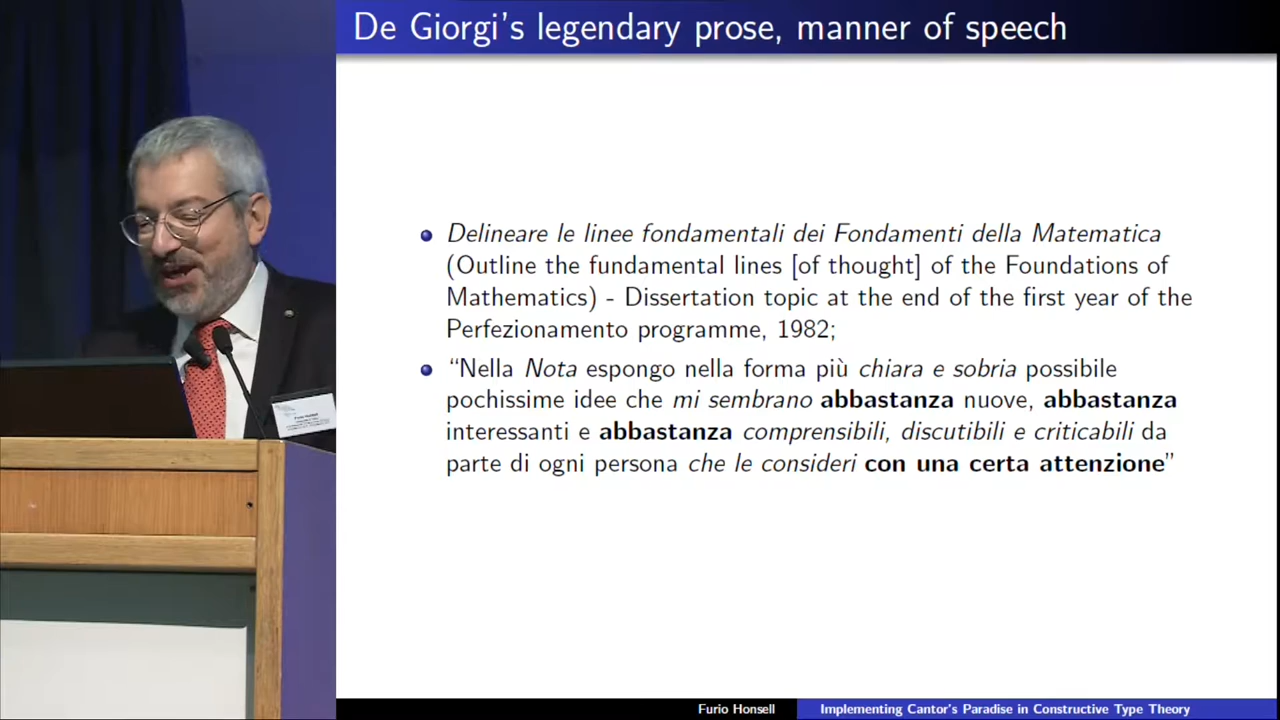 De Giorgi's legendary prose, manner of speech
Delineare le linee fondamentali dei Fondamenti della Matematica
(Outline the fundamental lines [of thought] of the Foundations of
Mathematics) - Dissertation topic at the end of the first year of the
Perfezionamento programme, 1982;
“Nella Nota espongo nella forma più chiara e sobria possibile
pochissime idee che mi sembrano abbastanza nuove, abbastanza
interessanti e abbastanza comprensibili, discutibili e criticabili da
parte di ogni persona che le consideri con una certa attenzione”
Furio Honsell
Implementing Cantor's Paradise in Constructive Type Theory